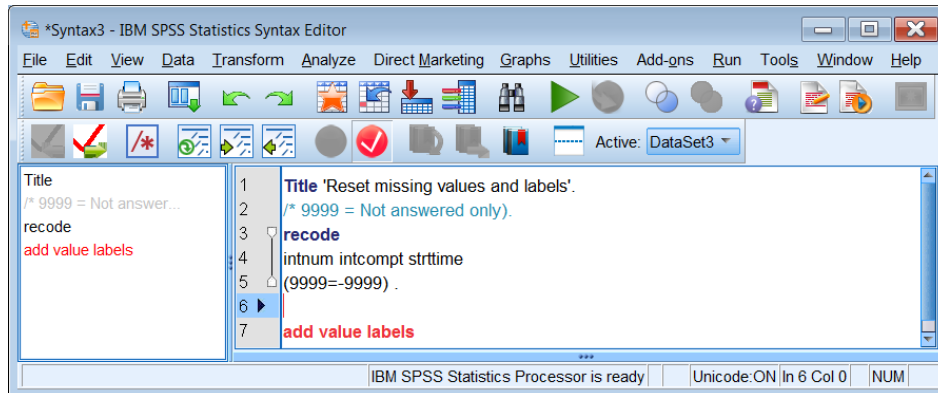 *Syntax3 - IBM SPSS Statistics Syntax Editor
File Edit View Data Transform Analyze Direct Marketing Graphs Utilities Add-ons Run Tools Window Help
Active: DataSet3
Title
/* 9999 = Not answer...
recode
add value labels
1 Title 'Reset missing values and labels'.
2 /* 9999 = Not answered only).
3 recode
4 intnum intcompt strttime
5 (9999=-9999) .
6
7 add value labels
IBM SPSS Statistics Processor is ready Unicode:ON In 6 Col 0 NUM